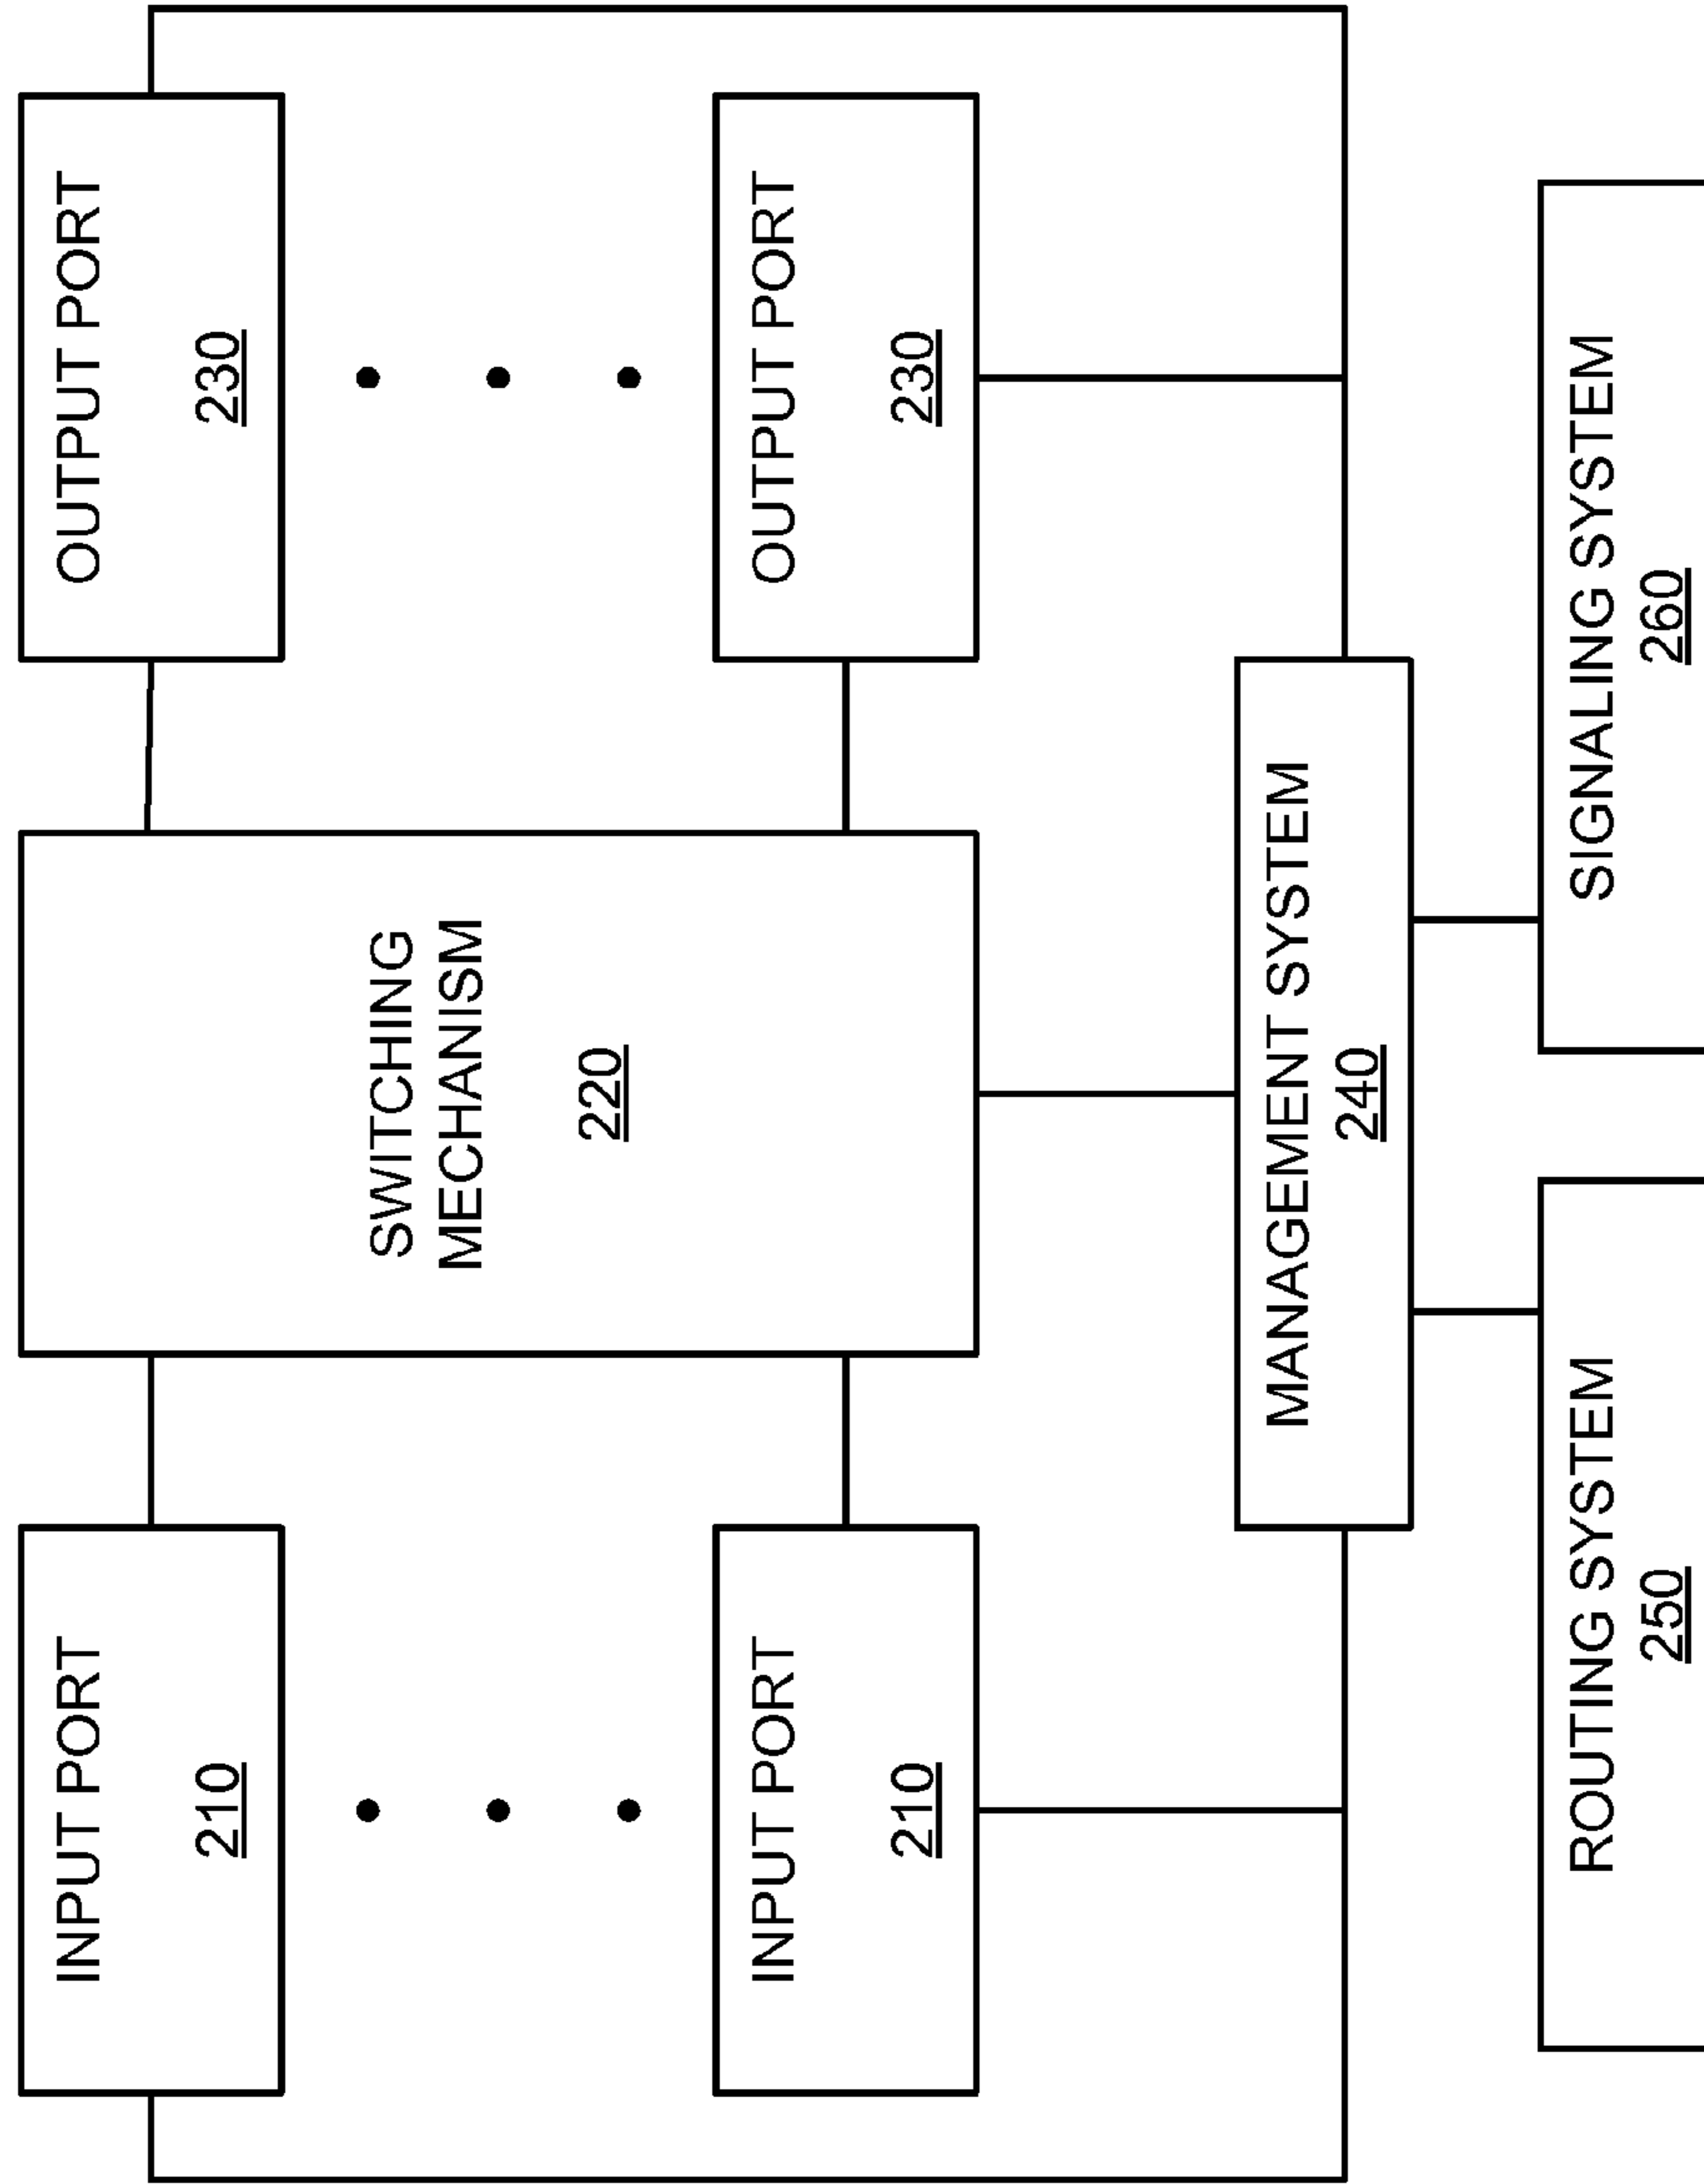 INPUT PORT
210
SWITCHING
MECHANISM
220
OUTPUT PORT
230
INPUT PORT
210
OUTPUT PORT
230
MANAGEMENT SYSTEM
240
ROUTING SYSTEM
250
SIGNALING SYSTEM
260